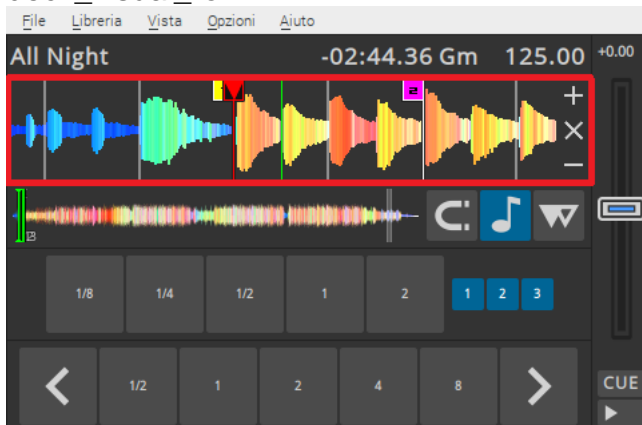 File Libreria Vista Opzioni Aiuto
All Night -02:44.36 Gm 125.00 +0.00
2
1/8 1/4 1/2 1 2 1 2 3
1/2 1 2 4 8 CUE